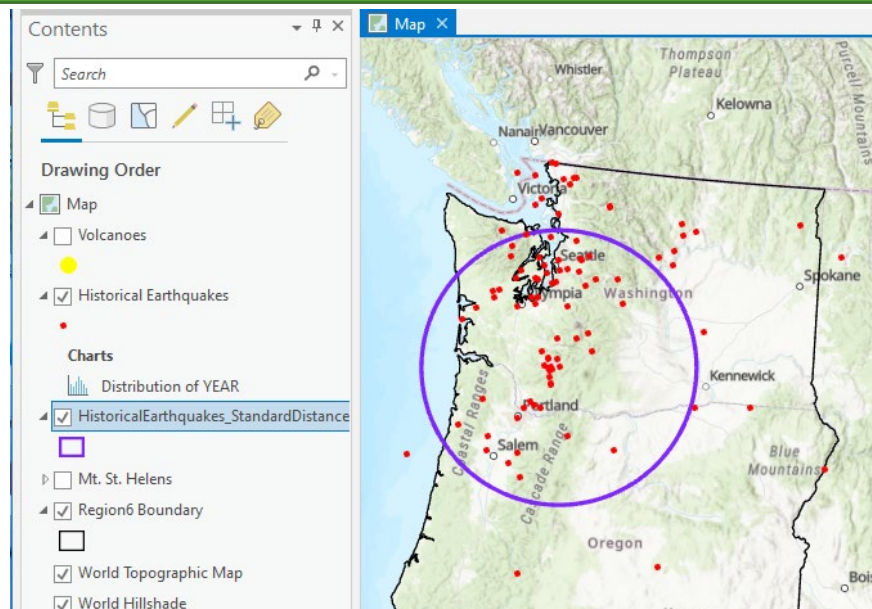 Contents
Search
Drawing Order
Map
Volcanoes
Historical Earthquakes
Charts
Distribution of YEAR
HistoricalEarthquakes_StandardDistance
Mt. St. Helens
Region6 Boundary
World Topographic Map
World Hillshade
Map
Whistler
Thompson
Plateau
Purcell Mountains
Kelowna
Vancouver
Victoria
Seattle
Spokane
Washington
Kennewick
Coastal Ranges
Portland
Salem
Cascade Range
Blue
Mountains
Oregon